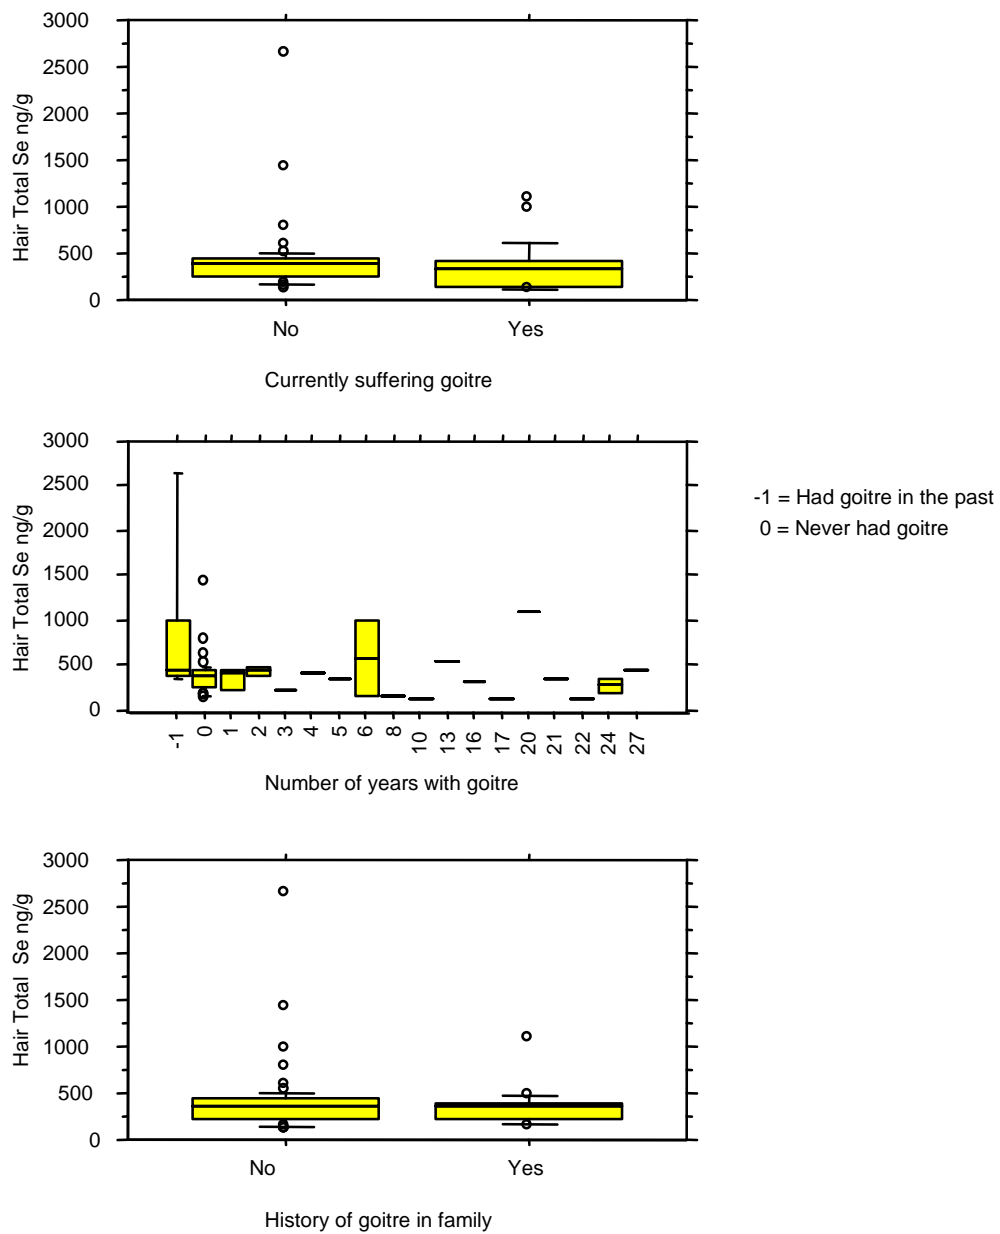 3000
2500
2000
1500
1000
500
0
Hair Total Se ng/g
No Yes
Currently suffering goitre
3000
2500
2000
1500
1000
500
0
Hair Total Se ng/g
-1 0 1 2 3 4 5 6 8 10 13 16 17 20 21 22 24 27
Number of years with goitre
-1 = Had goitre in the past
0 = Never had goitre
3000
2500
2000
1500
1000
500
0
Hair Total Se ng/g
No Yes
History of goitre in family